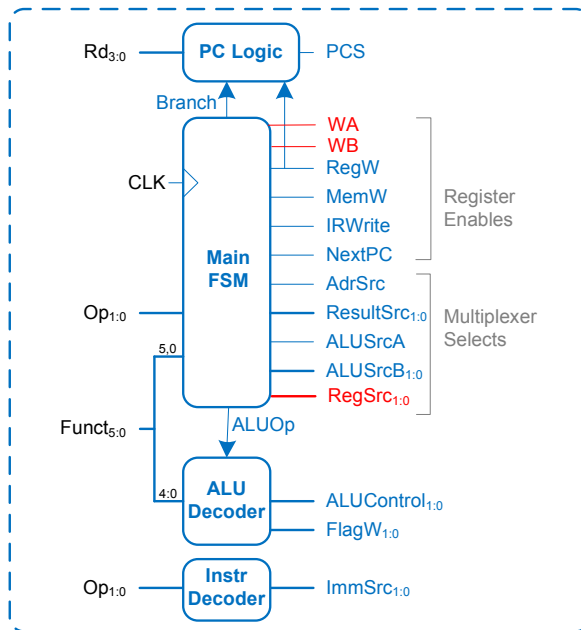 Rd3:0
PC Logic
PCS
Branch
WA
WB
RegW
CLK
MemW
Register
Enables
IRWrite
NextPC
Main
FSM
AdrSrc
Op1:0
ResultSrc1:0
Multiplexer
Selects
ALUSrcA
5,0
ALUSrcB1:0
RegSrc1:0
Funct5:0
ALUOp
4:0
ALU
Decoder
ALUControl1:0
FlagW1:0
Op1:0
Instr
Decoder
ImmSrc1:0